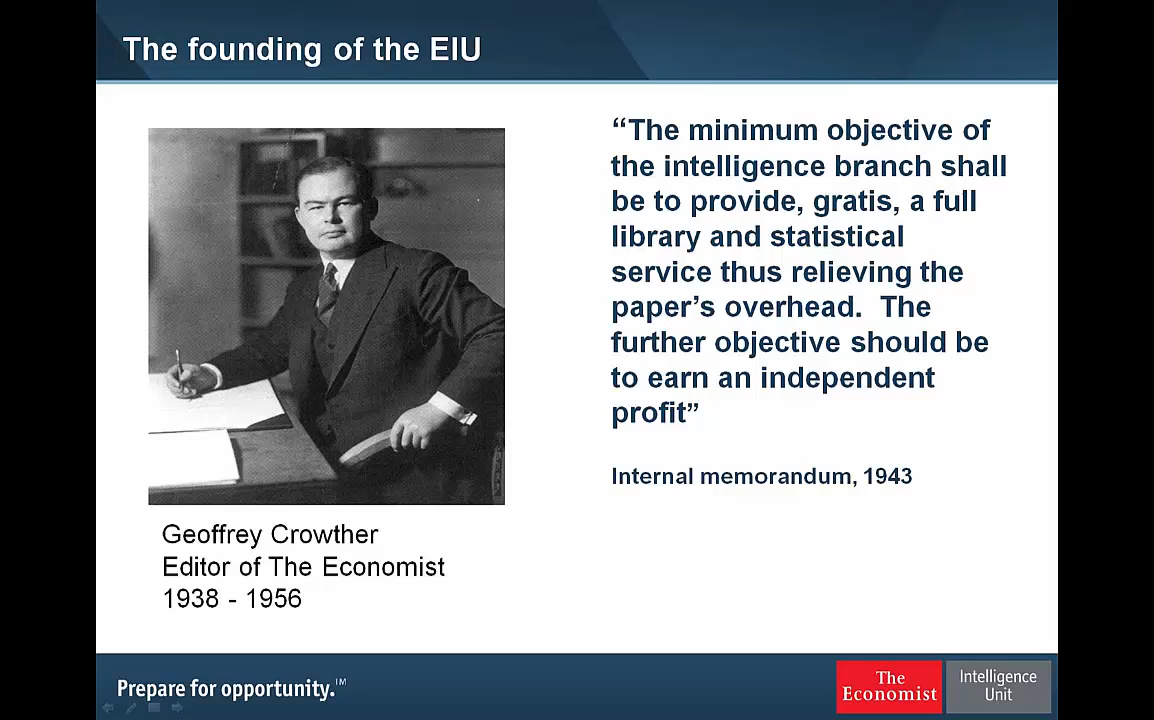 The founding of the EIU
“The minimum objective of
the intelligence branch shall
be to provide, gratis, a full
library and statistical
service thus relieving the
paper’s overhead.  The
further objective should be
to earn an independent
profit”
Internal memorandum, 1943
Geoffrey Crowther
Editor of The Economist
1938 - 1956
Prepare for opportunity.™
The
Economist
Intelligence
Unit